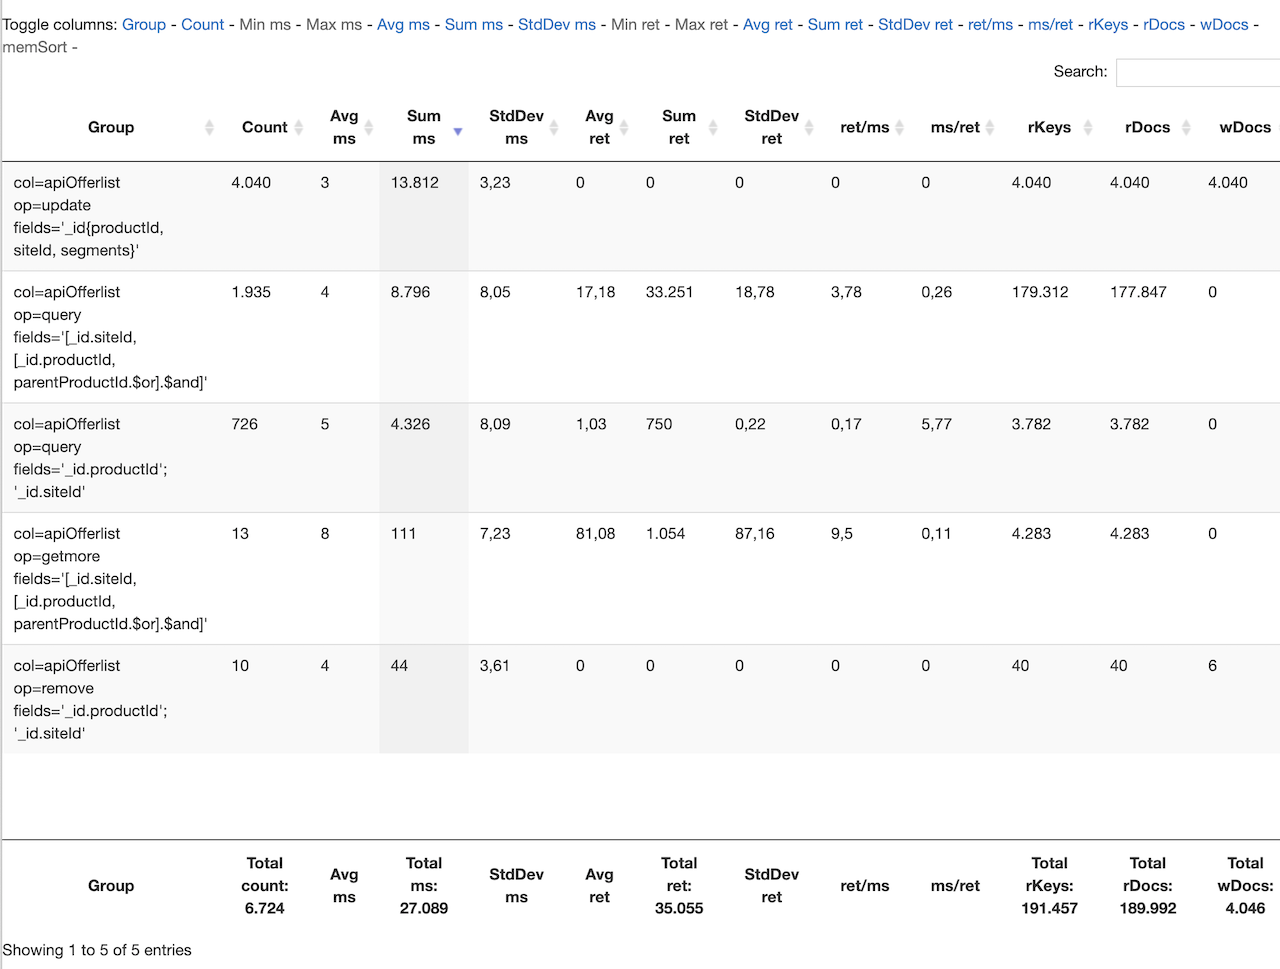 Toggle columns: Group - Count - Min ms - Max ms - Avg ms - Sum ms - StdDev ms - Min ret - Max ret - Avg ret - Sum ret - StdDev ret - ret/ms - ms/ret - rKeys - rDocs - wDocs -
memSort -
Search:
Group Count Avg ms Sum ms StdDev ms Avg ret Sum ret StdDev ret ret/ms ms/ret rKeys rDocs wDocs
col=apiOfferlist 4.040 3 13.812 3,23 0 0 0 0 0 4.040 4.040 4.040
op=update
fields='_id{productId,
siteId, segments}'
col=apiOfferlist 1.935 4 8.796 8,05 17,18 33.251 18,78 3,78 0,26 179.312 177.847 0
op=query
fields='[_id.siteId,
[_id.productId,
parentProductId.$or].$and]'
col=apiOfferlist 726 5 4.326 8,09 1,03 750 0,22 0,17 5,77 3.782 3.782 0
op=query
fields='_id.productId';
'_id.siteId'
col=apiOfferlist 13 8 111 7,23 81,08 1.054 87,16 9,5 0,11 4.283 4.283 0
op=getmore
fields='[_id.siteId,
[_id.productId,
parentProductId.$or].$and]'
col=apiOfferlist 10 4 44 3,61 0 0 0 0 0 40 40 6
op=remove
fields='_id.productId';
'_id.siteId'
Group Total count: 6.724 Avg ms Total ms: 27.089 StdDev ms Avg ret Total ret: 35.055 StdDev ret ret/ms ms/ret Total rKeys: 191.457 Total rDocs: 189.992 Total wDocs: 4.046
Showing 1 to 5 of 5 entries